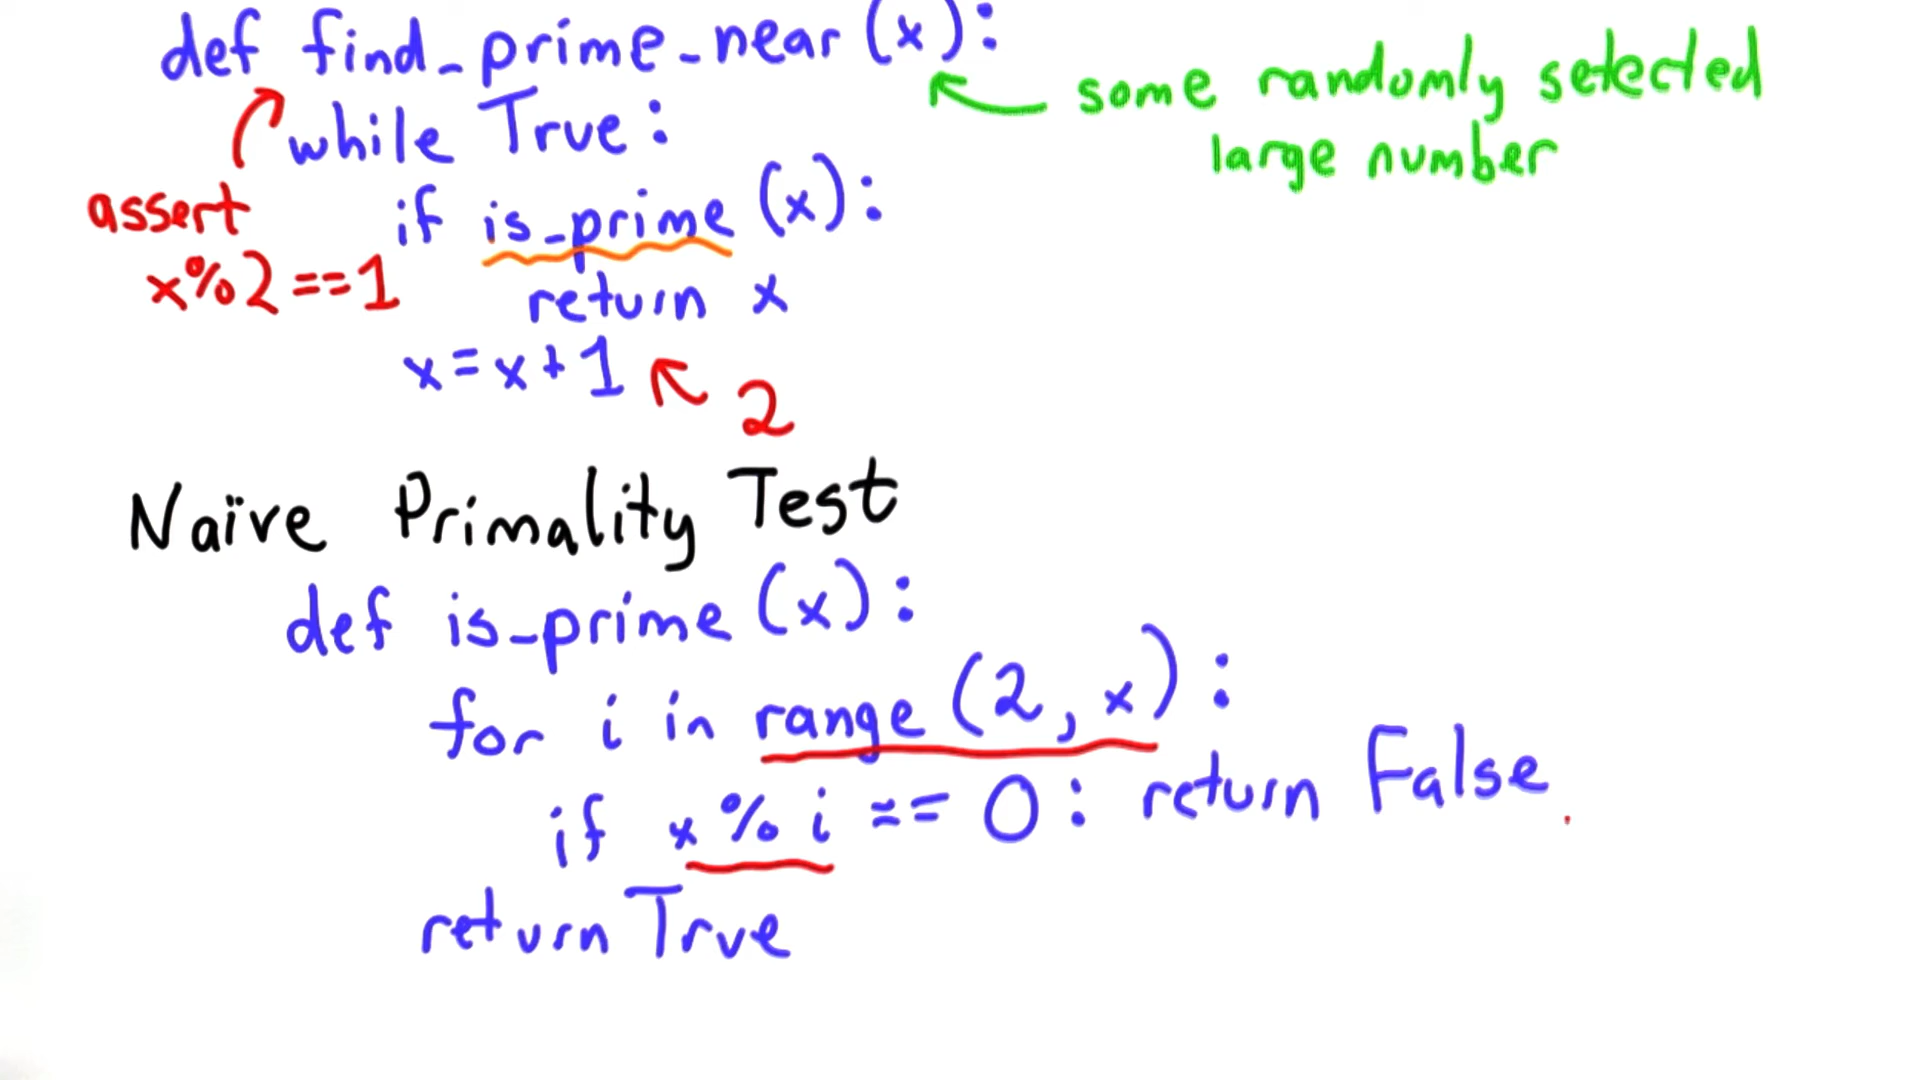 def find_prime_near(x):
some randomly selected
large number
while True:
assert
x%2==1
if is_prime(x):
return x
x=x+1
2
Naïve Primality Test
def is_prime(x):
for i in range(2,x):
if x%i==0: return False
return True